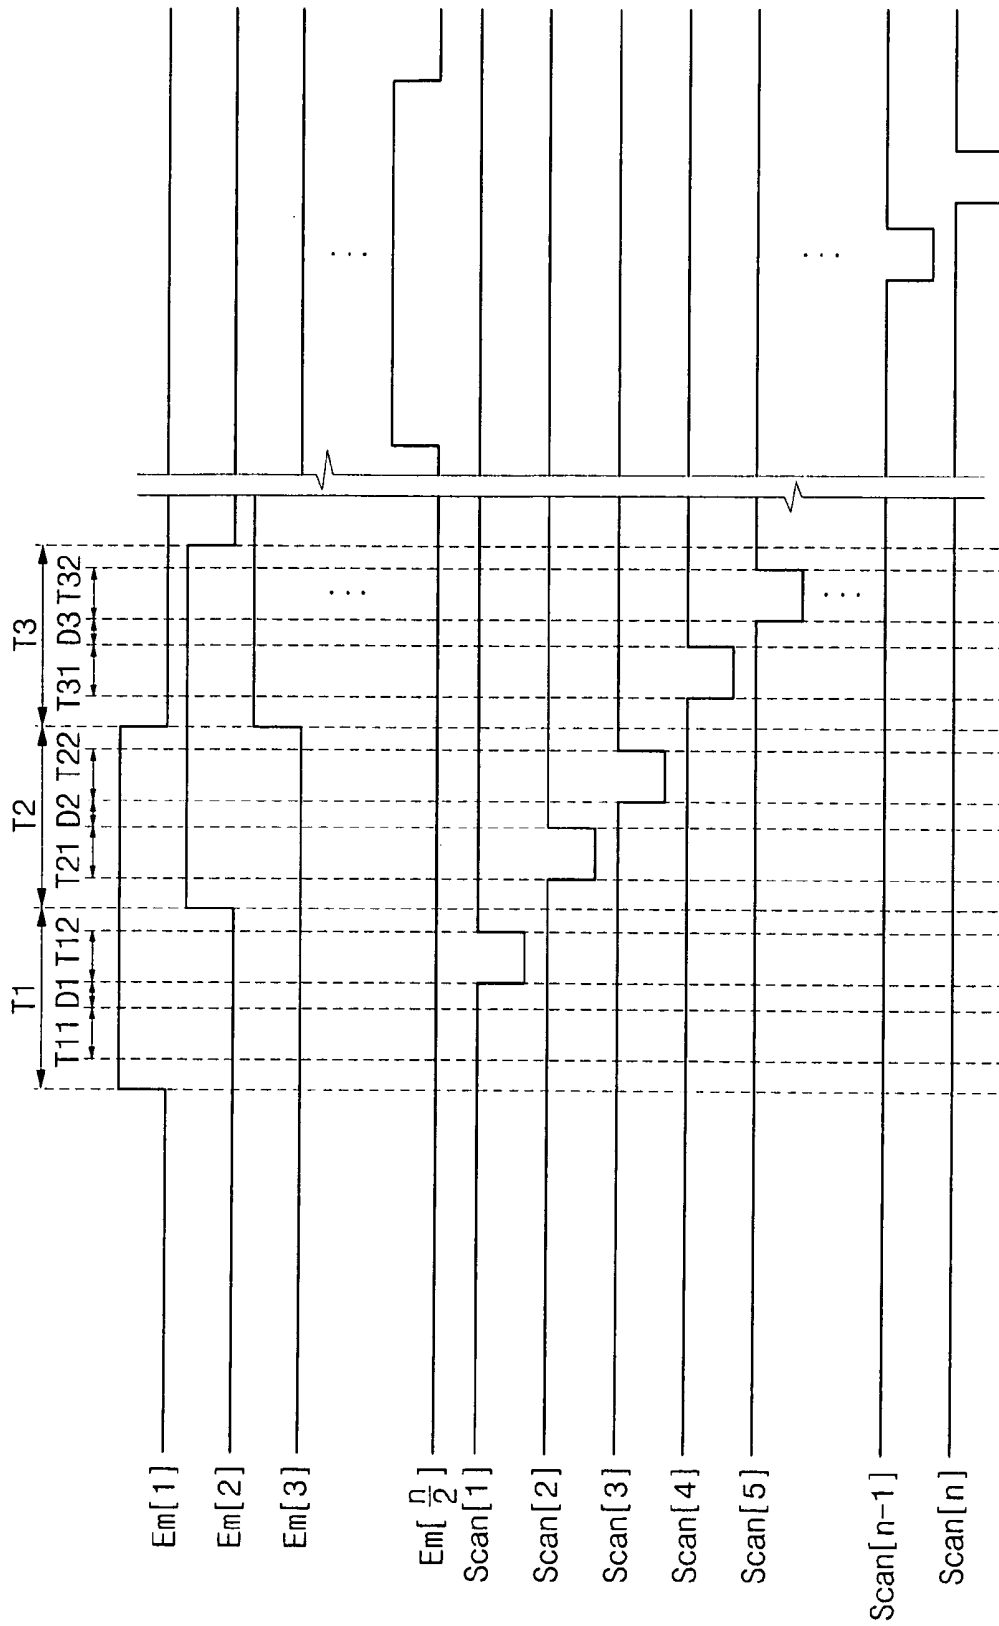 T1 T2 T3
T11 D1 T12 T21 D2 T22 T31 D3 T32
Em[1]
Em[2]
Em[3]
...
...
Em[n/2]
Scan[1]
Scan[2]
Scan[3]
Scan[4]
Scan[5]
...
...
Scan[n-1]
Scan[n]